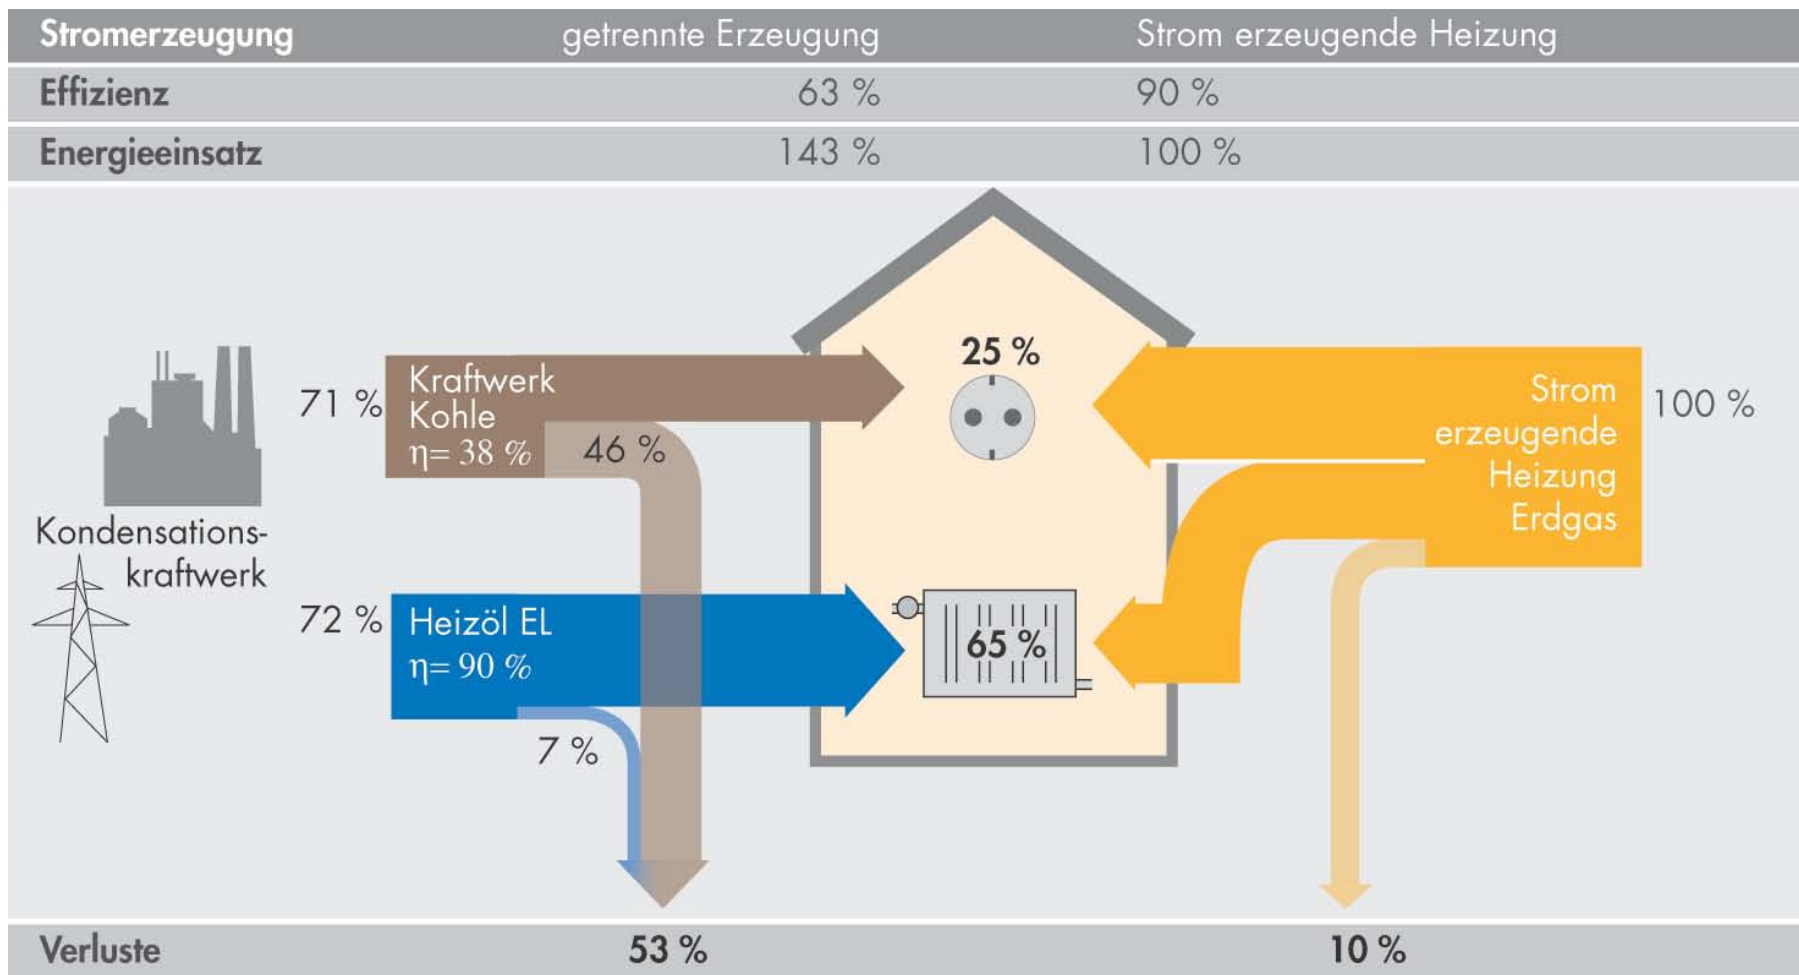 Stromerzeugung getrennte Erzeugung Strom erzeugende Heizung
Effizienz 63 % 90 %
Energieeinsatz 143 % 100 %
71 %
Kraftwerk
Kohle
η= 38 %
46 %
Kondensations-
kraftwerk
72 %
Heizöl EL
η= 90 %
7 %
25 %
65 %
Strom
erzeugende
Heizung
Erdgas
100 %
Verluste 53 % 10 %